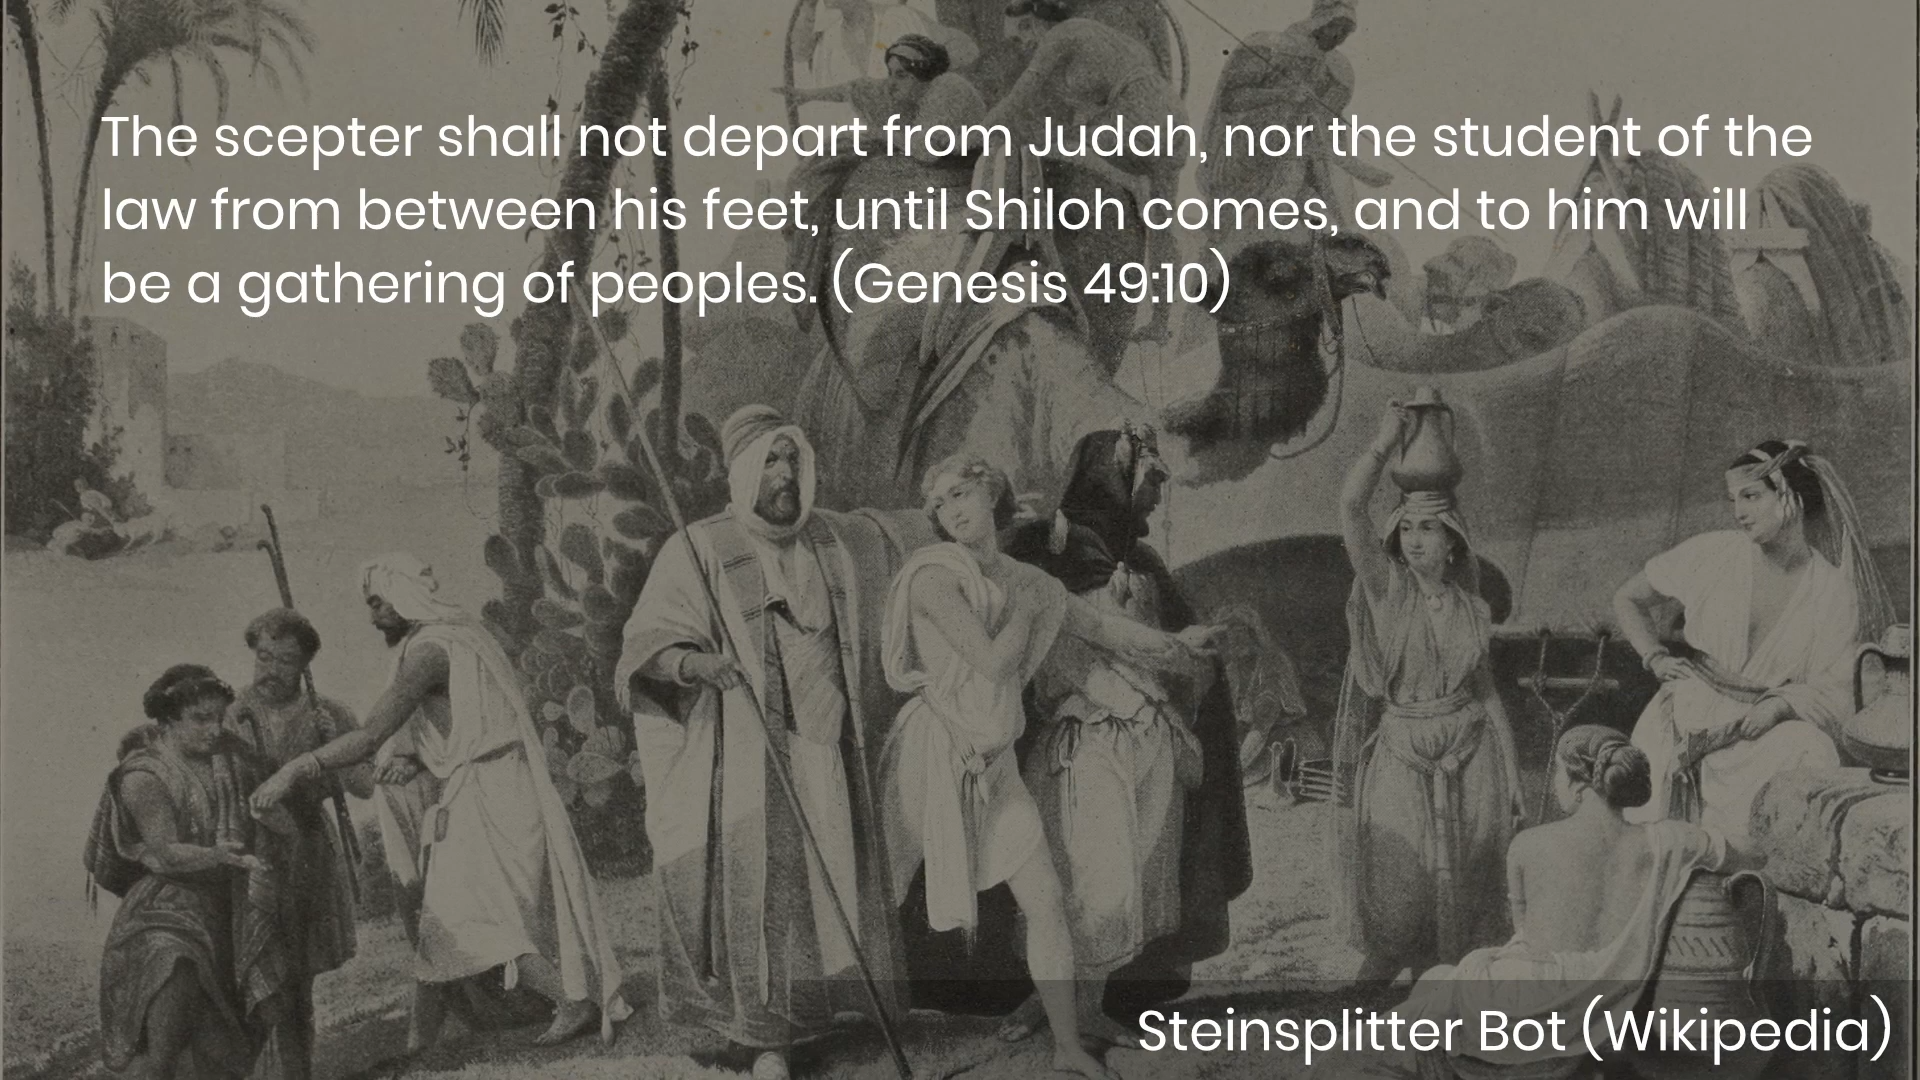 The scepter shall not depart from Judah, nor the student of the
law from between his feet, until Shiloh comes, and to him will
be a gathering of peoples. (Genesis 49:10)
Steinsplitter Bot (Wikipedia)